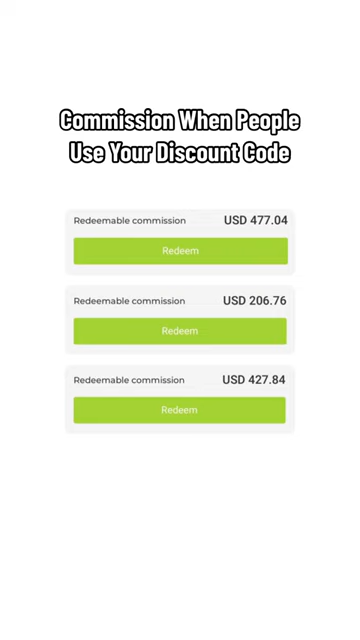 Commission When People
Use Your Discount Code
Redeemable commission USD 477.04
Redeem
Redeemable commission USD 206.76
Redeem
Redeemable commission USD 427.84
Redeem